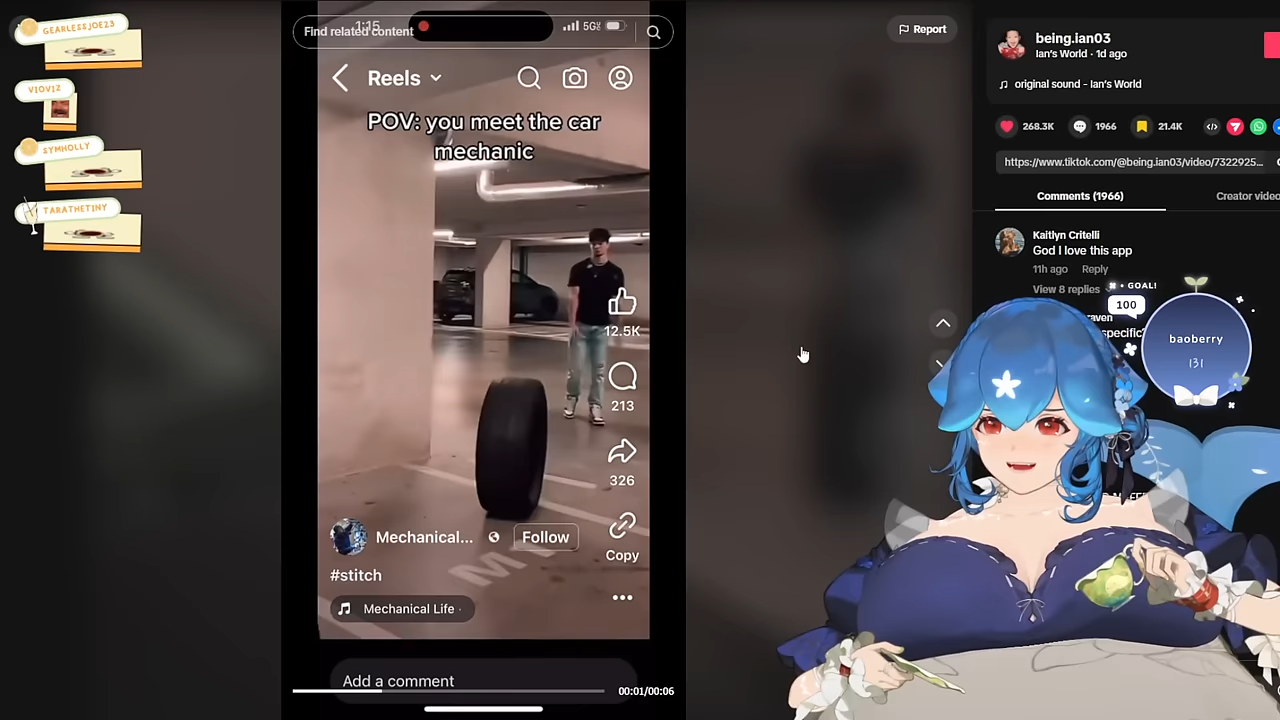 GEARLESSJOE23
VIOVIZ
SYMHOLLY
TARATHETINY
1:15
5G
Find related content
Reels
POV: you meet the car
mechanic
12.5K
213
326
Copy
Mechanical...
Follow
#stitch
Mechanical Life ·
Add a comment
00:01/00:06
Report
being.ian03
Ian's World · 1d ago
original sound - Ian's World
268.3K
1966
21.4K
https://www.tiktok.com/@being.ian03/video/7322925...
Comments (1966)
Creator video
Kaitlyn Critelli
God I love this app
11h ago
Reply
View 8 replies
raven
specific?
GOAL!
100
baoberry
131